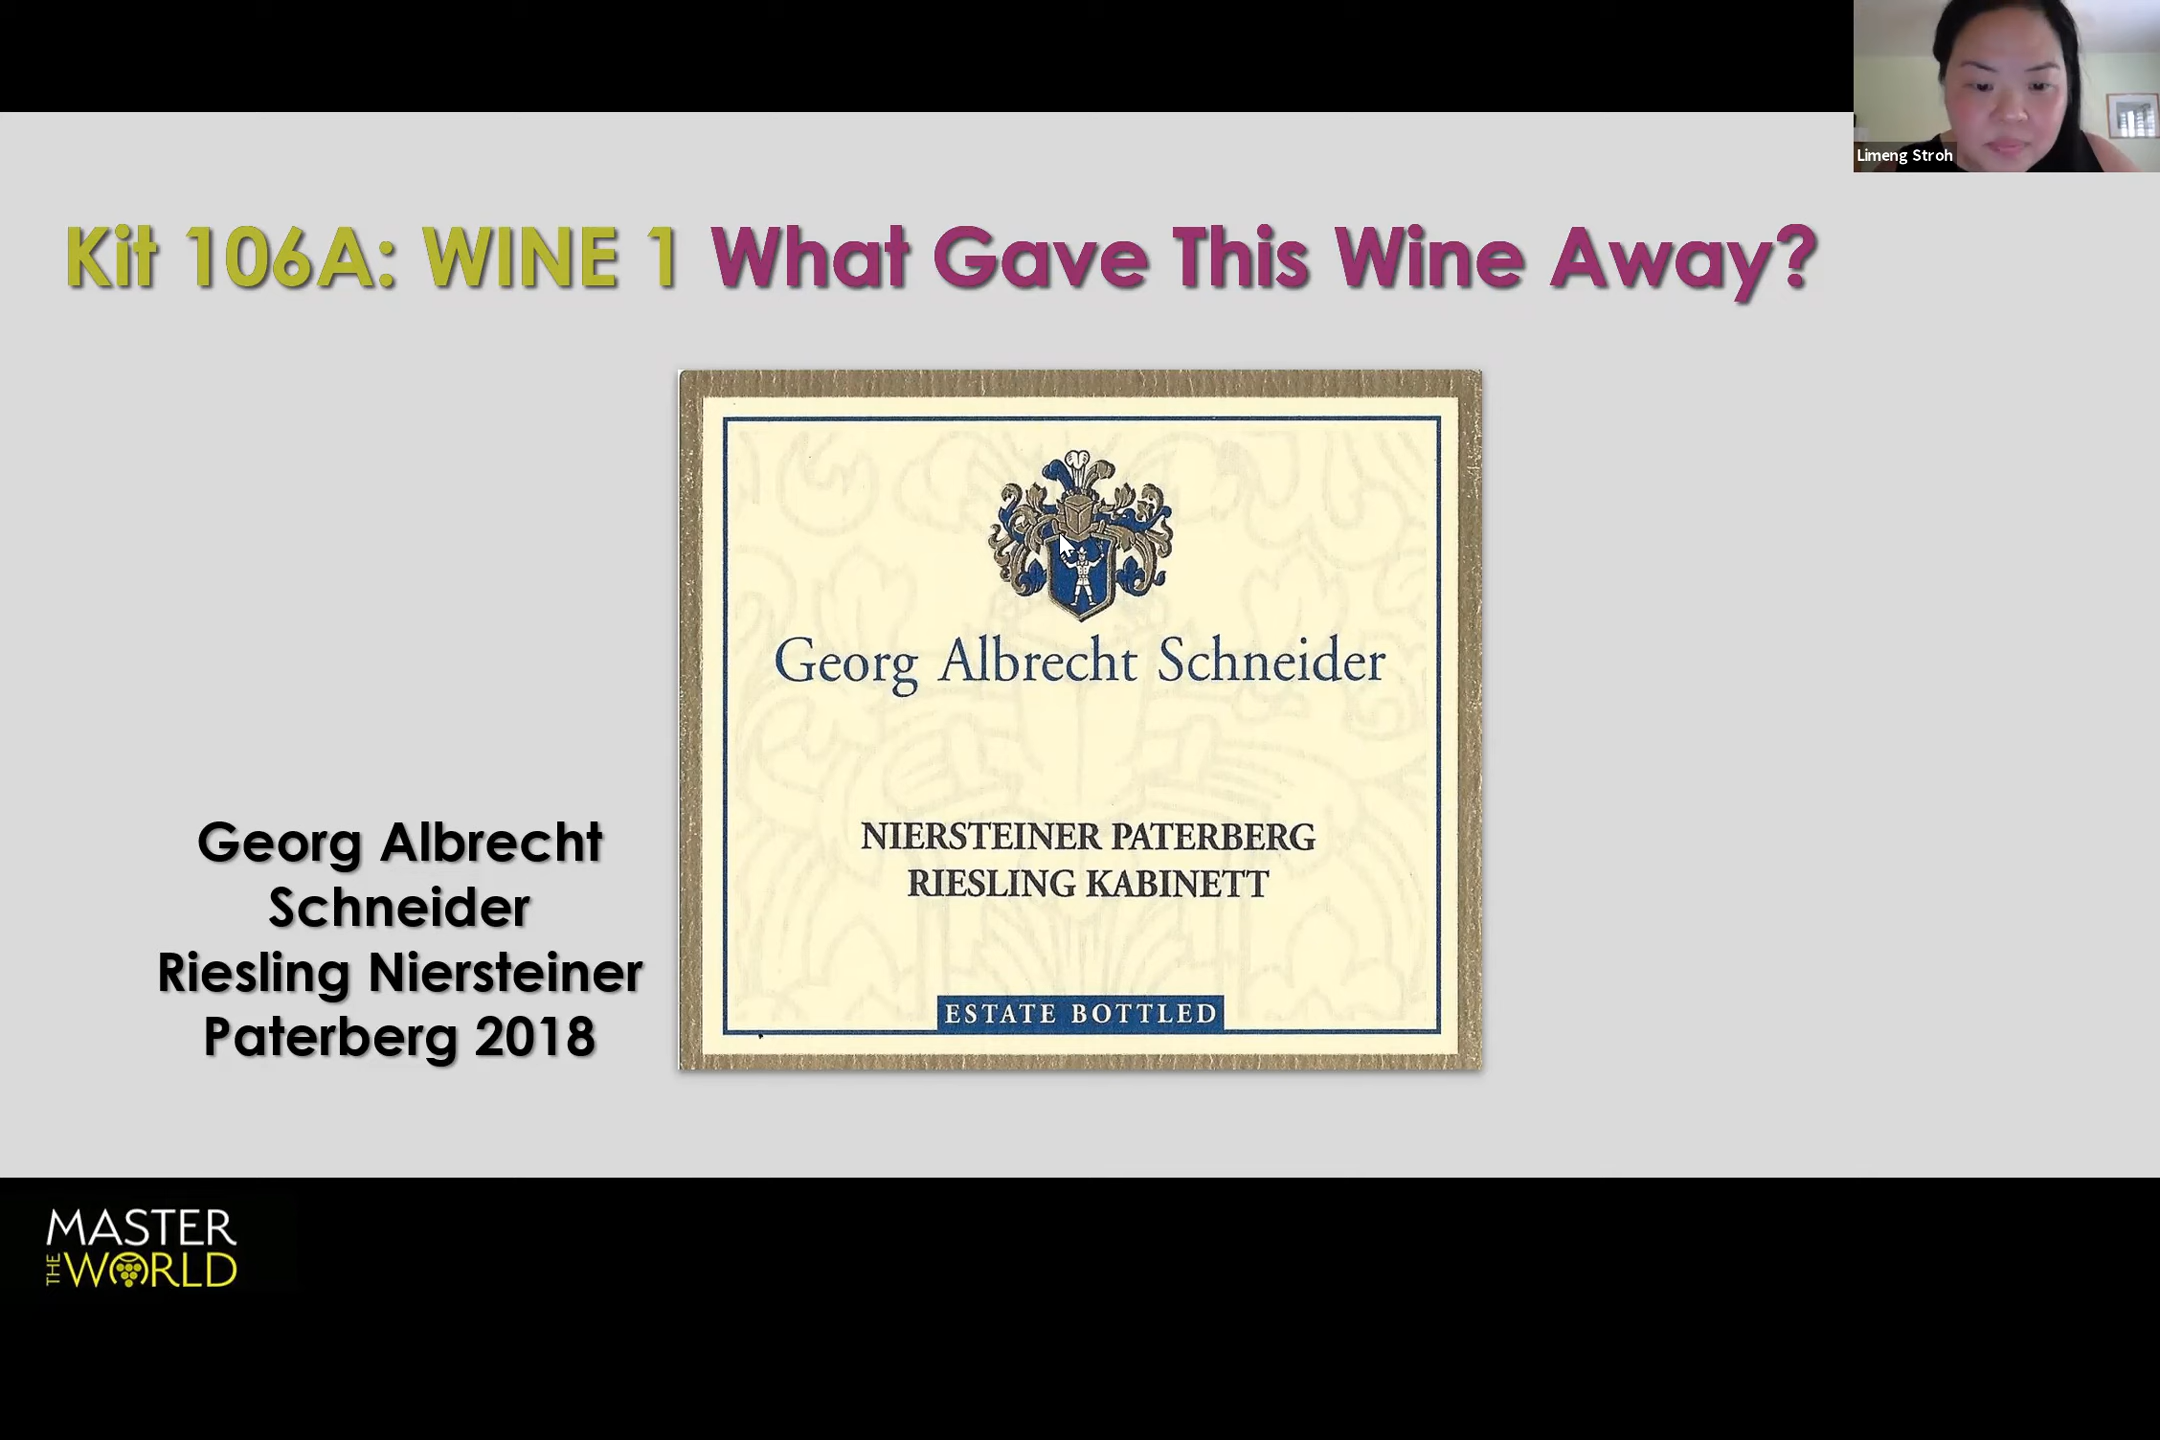 Limeng Stroh
Kit 106A: WINE 1 What Gave This Wine Away?
Georg Albrecht Schneider
NIERSTEINER PATERBERG
RIESLING KABINETT
ESTATE BOTTLED
Georg Albrecht
Schneider
Riesling Niersteiner
Paterberg 2018
MASTER
THE WORLD